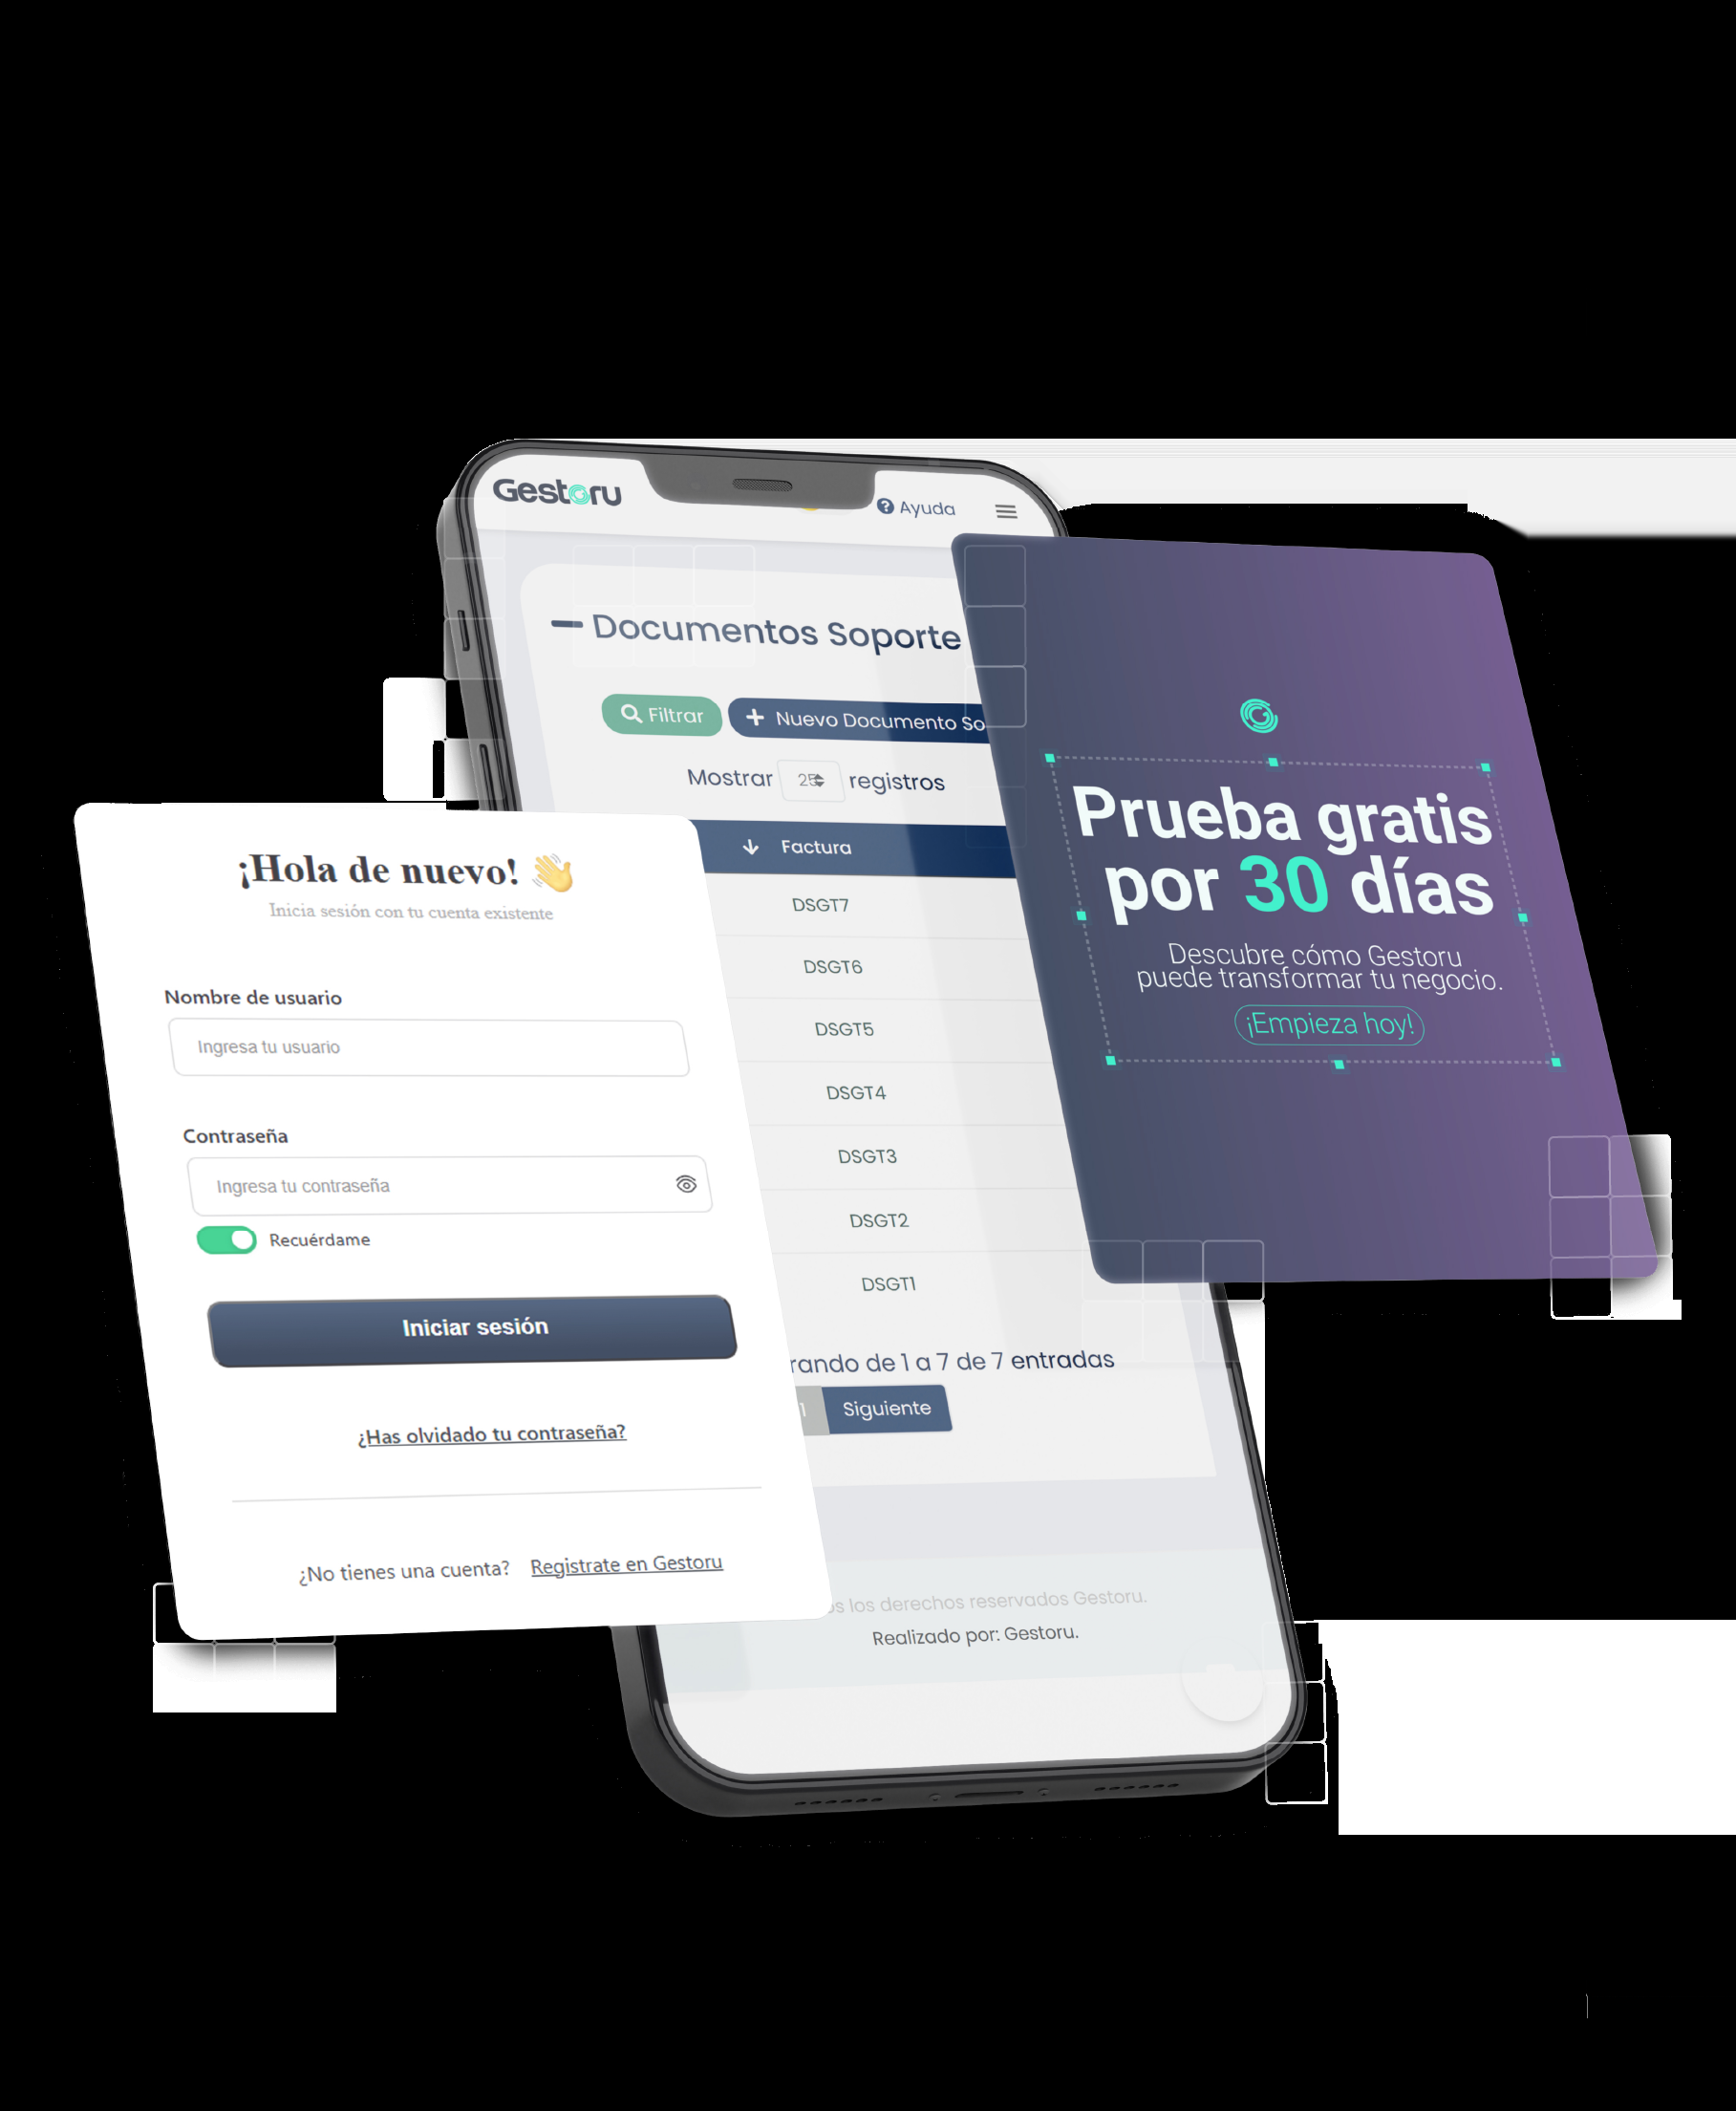 Gestoru
Ayuda
Documentos Soporte
Filtrar
Nuevo Documento So
Mostrar 25 registros
Factura
DSGT7
DSGT6
DSGT5
DSGT4
DSGT3
DSGT2
DSGT1
rando de 1 a 7 de 7 entradas
1 Siguiente
os los derechos reservados Gestoru.
Realizado por: Gestoru.
¡Hola de nuevo! 👋
Inicia sesión con tu cuenta existente
Nombre de usuario
Ingresa tu usuario
Contraseña
Ingresa tu contraseña
Recuérdame
Iniciar sesión
¿Has olvidado tu contraseña?
¿No tienes una cuenta? Registrate en Gestoru
Prueba gratis
por 30 días
Descubre cómo Gestoru
puede transformar tu negocio.
¡Empieza hoy!